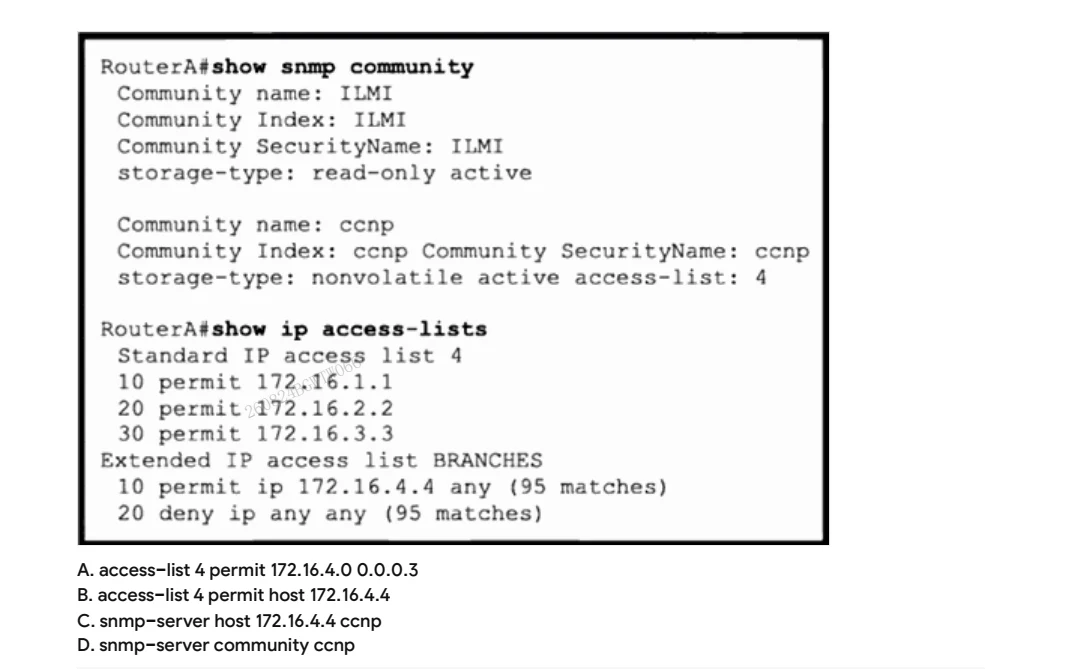 RouterA#show snmp community
Community name: ILMI
Community Index: ILMI
Community SecurityName: ILMI
storage-type: read-only active
Community name: ccnp
Community Index: ccnp Community SecurityName: ccnp
storage-type: nonvolatile active access-list: 4
RouterA#show ip access-lists
Standard IP access list 4
10 permit 172.16.1.1
20 permit 172.16.2.2
30 permit 172.16.3.3
Extended IP access list BRANCHES
10 permit ip 172.16.4.4 any (95 matches)
20 deny ip any any (95 matches)
A. access-list 4 permit 172.16.4.0 0.0.0.3
B. access-list 4 permit host 172.16.4.4
C. snmp-server host 172.16.4.4 ccnp
D. snmp-server community ccnp